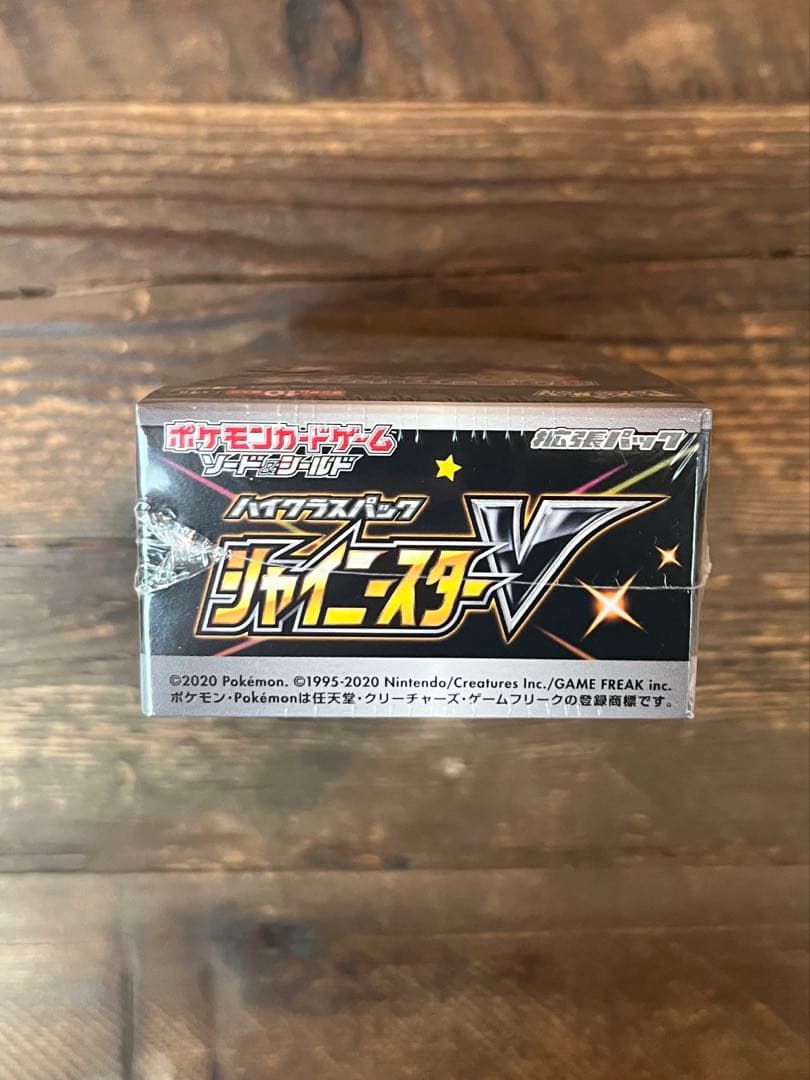 ポケモンカードゲーム 拡張パック
ソード&シールド
ハイクラスパック
シャイニースターV
©2020 Pokémon. ©1995-2020 Nintendo/Creatures Inc./GAME FREAK inc.
ポケモン・Pokémonは任天堂・クリーチャーズ・ゲームフリークの登録商標です。